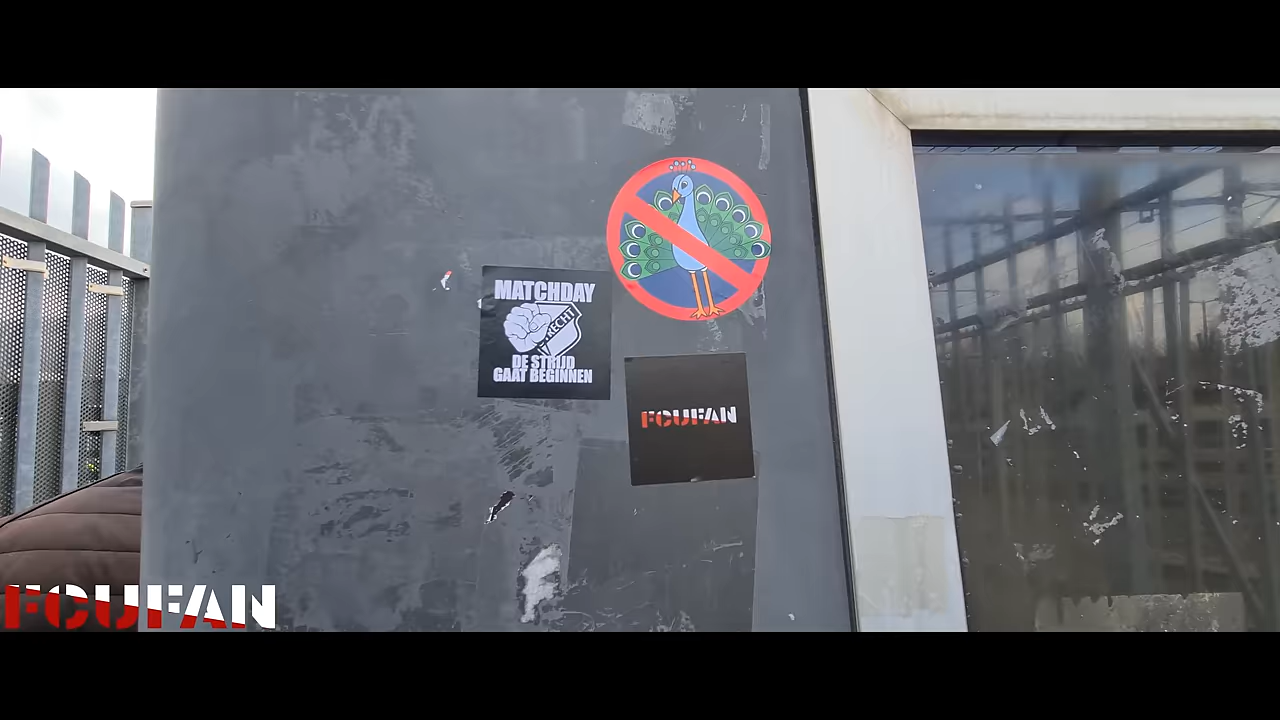 MATCHDAY
UTRECHT
DE STRIJD
GAAT BEGINNEN
FCUFAN
FCUFAN